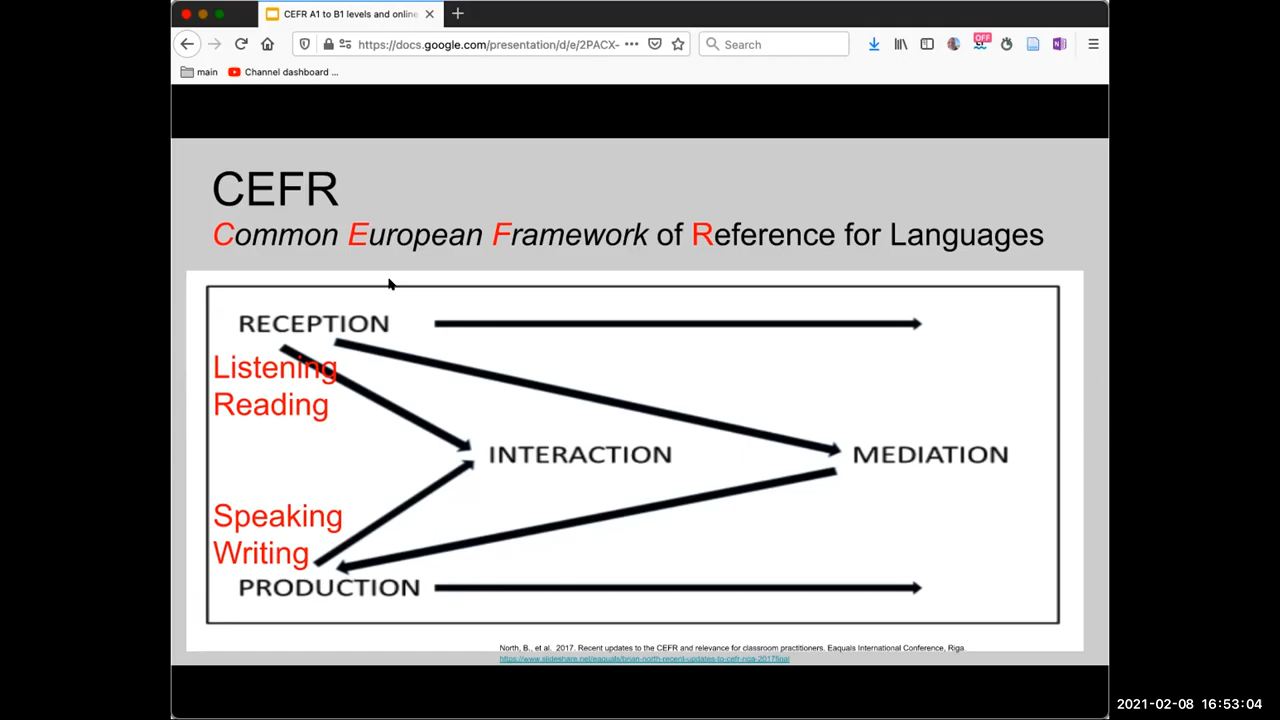 CEFR A1 to B1 levels and online
https://docs.google.com/presentation/d/e/2PACX-
Search
OFF
main
Channel dashboard ...
CEFR
Common European Framework of Reference for Languages
RECEPTION
Listening
Reading
INTERACTION
MEDIATION
Speaking
Writing
PRODUCTION
North, B., et al. 2017. Recent updates to the CEFR and relevance for classroom practitioners. Eaquals International Conference, Riga.
2021-02-08 16:53:04